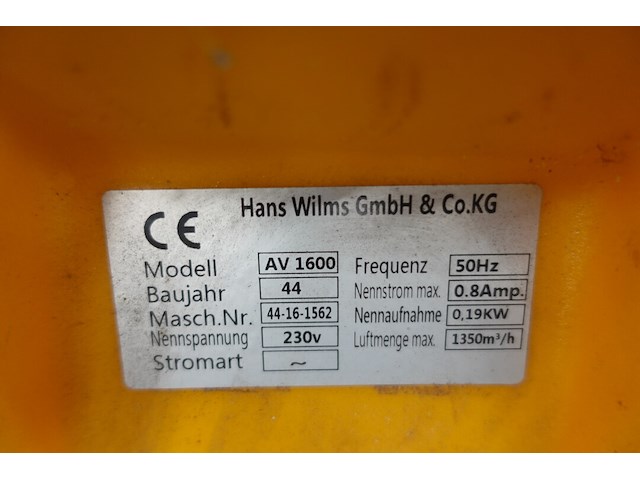 Hans Wilms GmbH & Co.KG
CE
Modell AV 1600 Frequenz 50Hz
Baujahr 44 Nennstrom max. 0.8Amp.
Masch.Nr. 44-16-1562 Nennaufnahme 0,19KW
Nennspannung 230v Luftmenge max. 1350m³/h
Stromart ~